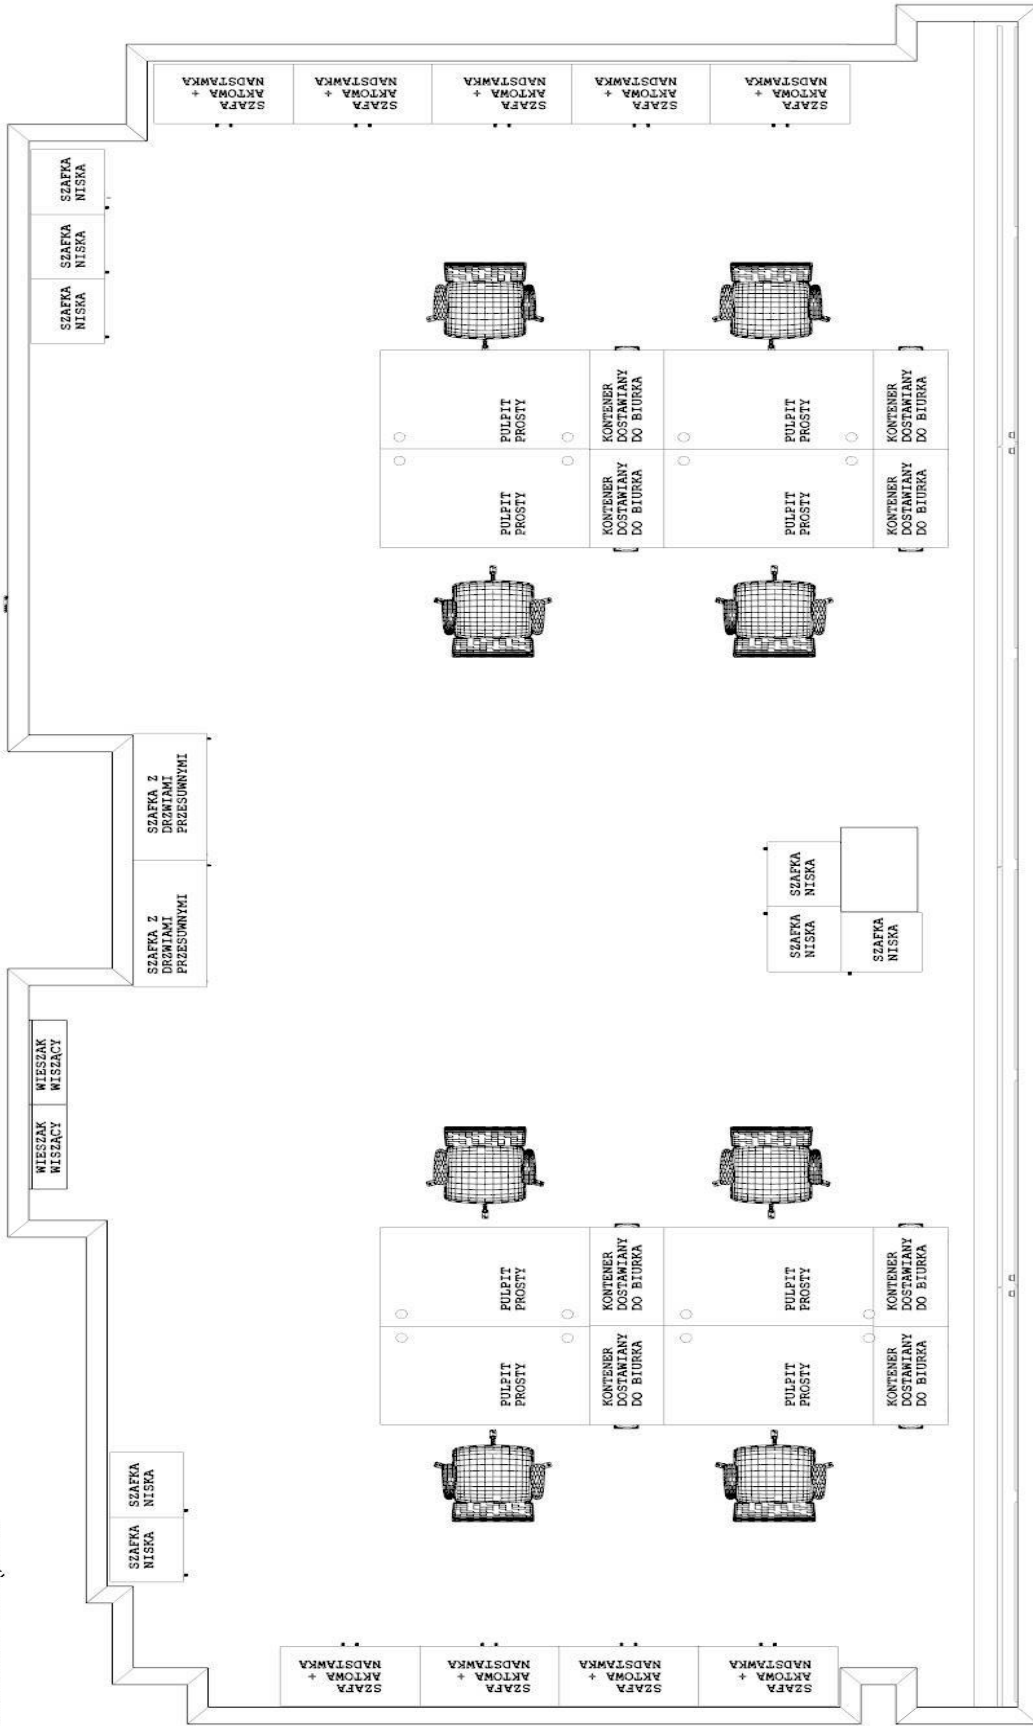 SZAFA
AKTOWA +
NADSTAWKA
SZAFA
AKTOWA +
NADSTAWKA
SZAFA
AKTOWA +
NADSTAWKA
SZAFA
AKTOWA +
NADSTAWKA
SZAFA
AKTOWA +
NADSTAWKA
SZAFKA
NISKA
SZAFKA
NISKA
SZAFKA
NISKA
PULPIT
PROSTY
KONTENER
DOSTAWIANY
DO BIURKA
PULPIT
PROSTY
KONTENER
DOSTAWIANY
DO BIURKA
PULPIT
PROSTY
KONTENER
DOSTAWIANY
DO BIURKA
PULPIT
PROSTY
KONTENER
DOSTAWIANY
DO BIURKA
SZAFKA Z
DRZWIAMI
PRZESUWNYMI
SZAFKA Z
DRZWIAMI
PRZESUWNYMI
SZAFKA
NISKA
SZAFKA
NISKA
SZAFKA
NISKA
WIESZAK
WISZĄCY
WIESZAK
WISZĄCY
PULPIT
PROSTY
KONTENER
DOSTAWIANY
DO BIURKA
PULPIT
PROSTY
KONTENER
DOSTAWIANY
DO BIURKA
PULPIT
PROSTY
KONTENER
DOSTAWIANY
DO BIURKA
PULPIT
PROSTY
KONTENER
DOSTAWIANY
DO BIURKA
SZAFKA
NISKA
SZAFKA
NISKA
SZAFA
AKTOWA +
NADSTAWKA
SZAFA
AKTOWA +
NADSTAWKA
SZAFA
AKTOWA +
NADSTAWKA
SZAFA
AKTOWA +
NADSTAWKA